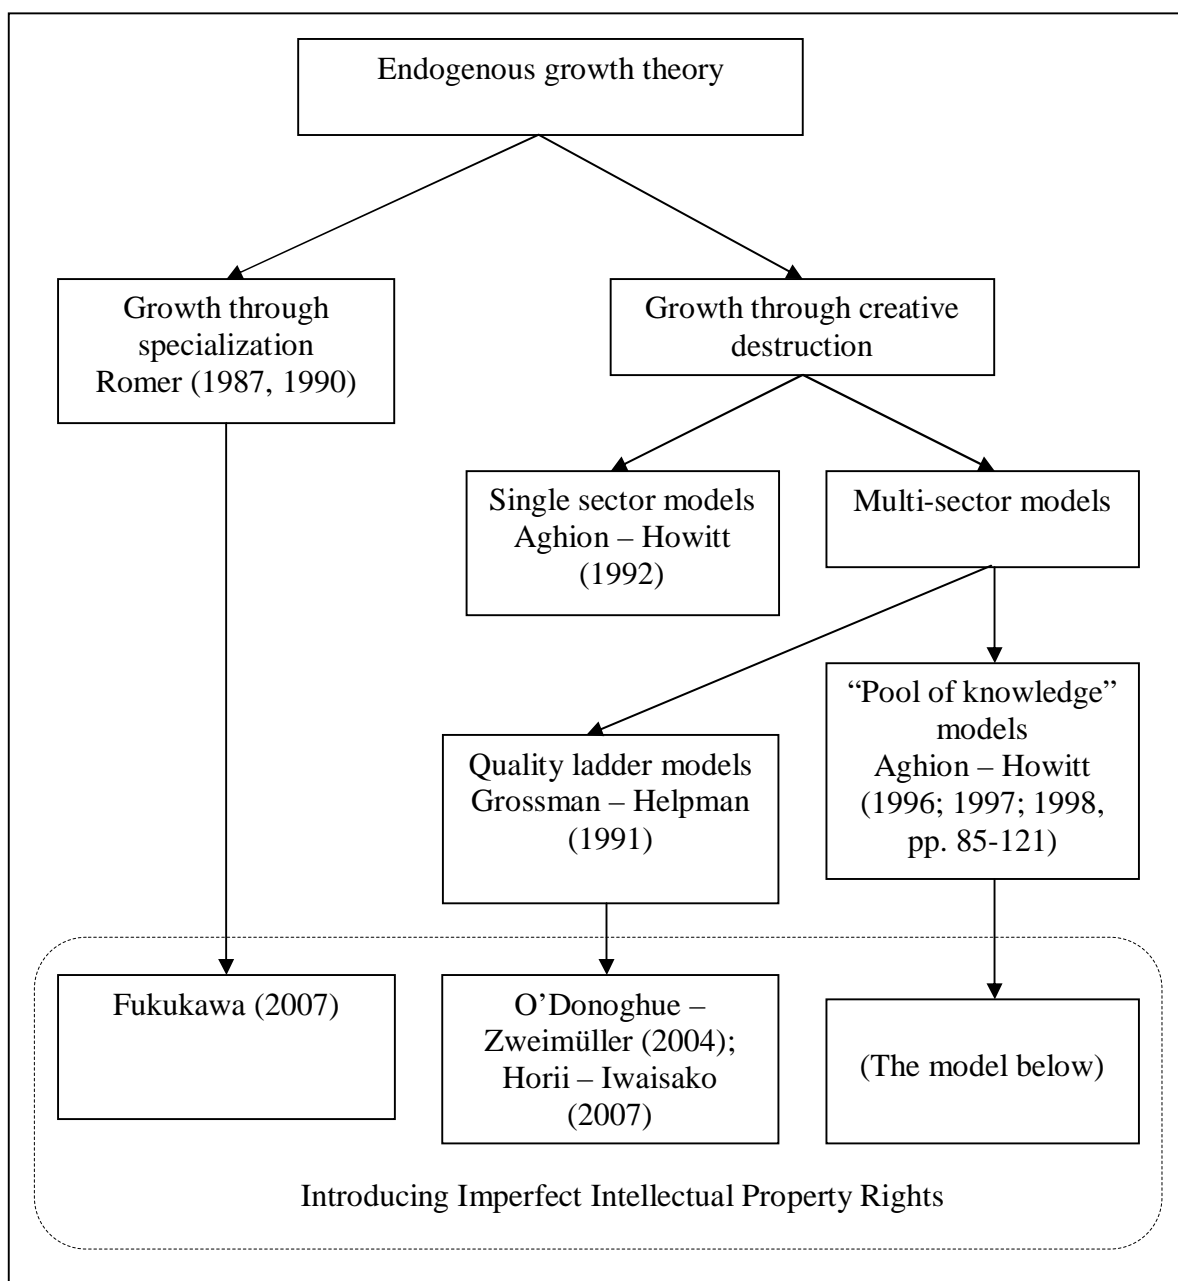 Endogenous growth theory
Growth through
specialization
Romer (1987, 1990)
Growth through creative
destruction
Single sector models
Aghion – Howitt
(1992)
Multi-sector models
“Pool of knowledge”
models
Aghion – Howitt
(1996; 1997; 1998,
pp. 85-121)
Quality ladder models
Grossman – Helpman
(1991)
Fukukawa (2007)
O’Donoghue –
Zweimüller (2004);
Horii – Iwaisako
(2007)
(The model below)
Introducing Imperfect Intellectual Property Rights